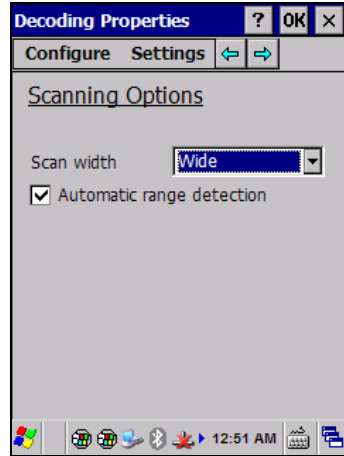 Decoding Properties ? OK ×
Configure Settings
Scanning Options
Scan width Wide
Automatic range detection
12:51 AM